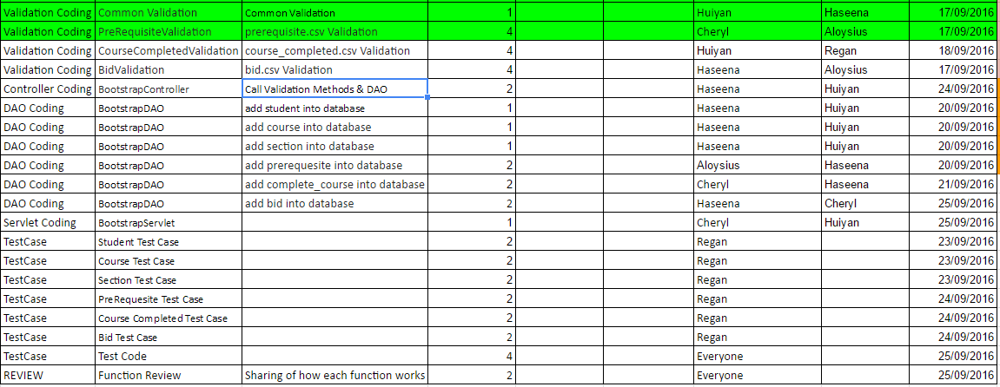 Validation Coding Common Validation Common Validation 1 Huiyan Haseena 17/09/2016
Validation Coding PreRequisiteValidation prerequisite.csv Validation 4 Cheryl Aloysius 17/09/2016
Validation Coding CourseCompletedValidation course_completed.csv Validation 4 Huiyan Regan 18/09/2016
Validation Coding BidValidation bid.csv Validation 4 Haseena Aloysius 17/09/2016
Controller Coding BootstrapController Call Validation Methods & DAO 2 Haseena Huiyan 24/09/2016
DAO Coding BootstrapDAO add student into database 1 Haseena Huiyan 20/09/2016
DAO Coding BootstrapDAO add course into database 1 Haseena Huiyan 20/09/2016
DAO Coding BootstrapDAO add section into database 1 Haseena Huiyan 20/09/2016
DAO Coding BootstrapDAO add prerequesite into database 2 Aloysius Haseena 20/09/2016
DAO Coding BootstrapDAO add complete_course into database 2 Cheryl Haseena 21/09/2016
DAO Coding BootstrapDAO add bid into database 2 Haseena Cheryl 25/09/2016
Servlet Coding BootstrapServlet 1 Cheryl Huiyan 25/09/2016
TestCase Student Test Case 2 Regan 23/09/2016
TestCase Course Test Case 2 Regan 23/09/2016
TestCase Section Test Case 2 Regan 23/09/2016
TestCase PreRequesite Test Case 2 Regan 24/09/2016
TestCase Course Completed Test Case 2 Regan 24/09/2016
TestCase Bid Test Case 2 Regan 24/09/2016
TestCase Test Code 4 Everyone 25/09/2016
REVIEW Function Review Sharing of how each function works 2 Everyone 25/09/2016